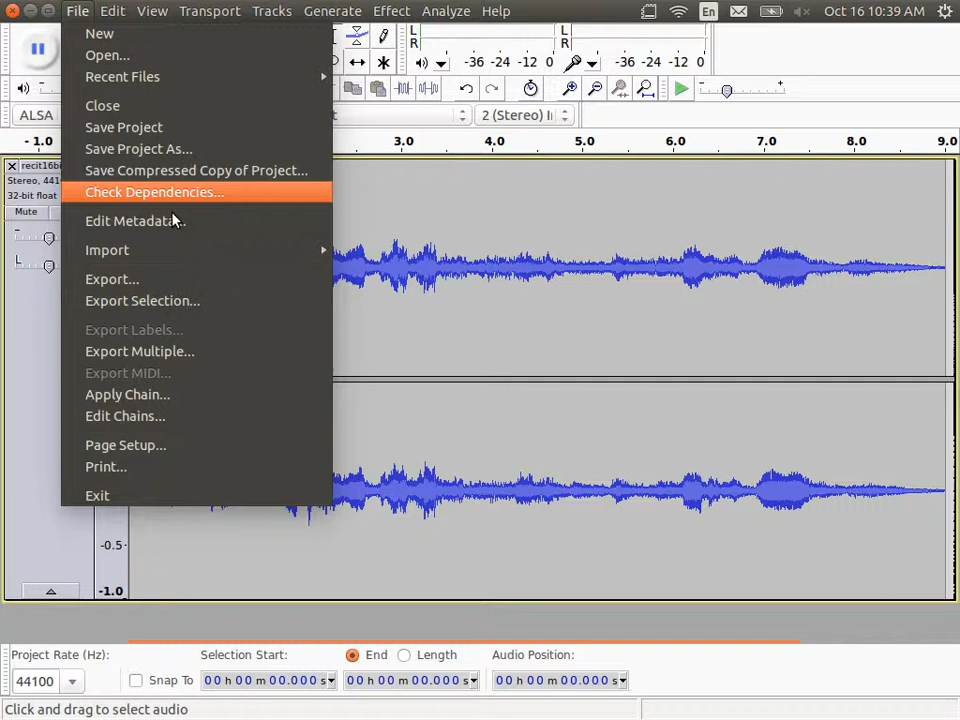 File Edit View Transport Tracks Generate Effect Analyze Help En Oct 16 10:39 AM
New
Open...
Recent Files
Close
Save Project
Save Project As...
Save Compressed Copy of Project...
Check Dependencies...
Edit Metadata...
Import
Export...
Export Selection...
Export Labels...
Export Multiple...
Export MIDI...
Apply Chain...
Edit Chains...
Page Setup...
Print...
Exit
L
R
-36 -24 -12 0
L
R
-36 -24 -12 0
ALSA
2 (Stereo) I
- 1.0 3.0 4.0 5.0 6.0 7.0 8.0 9.0
recit16bi
Stereo, 4410
32-bit float
Mute
- 
L
-0.5
-1.0
Project Rate (Hz):
44100
Snap To
Selection Start:
End
Length
Audio Position:
00 h 00 m 00.000 s
00 h 00 m 00.000 s
00 h 00 m 00.000 s
Click and drag to select audio